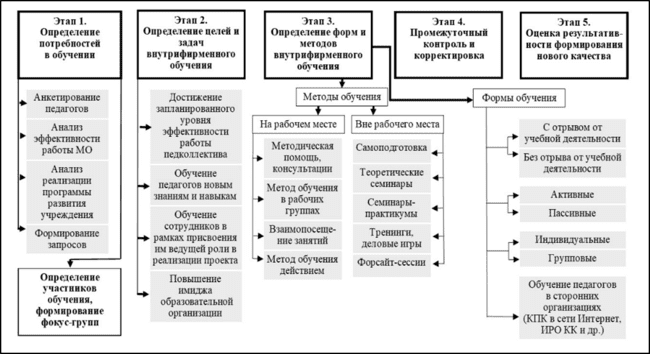 Этап 1.
Определение
потребностей
в обучении
Анкетирование
педагогов
Анализ
эффективности
работы МО
Анализ
реализации
программы
развития
учреждения
Формирование
запросов
Определение
участников
обучения,
формирование
фокус-групп
Этап 2.
Определение целей и
задач
внутрифирменного
обучения
Достижение
запланированного
уровня
эффективности
работы
педколлектива
Обучение
педагогов новым
знаниям и навыкам
Обучение
сотрудников в
рамках присвоения
им ведущей роли в
реализации проекта
Повышение
имиджа
образовательной
организации
Этап 3.
Определение форм и
методов
внутрифирменного
обучения
Методы обучения
На рабочем месте
Методическая
помощь,
консультации
Метод обучения
в рабочих
группах
Взаимопосеще-
ние занятий
Метод обучения
действием
Вне рабочего места
Самоподготовка
Теоретические
семинары
Семинары-
практикумы
Тренинги,
деловые игры
Форсайт-сессии
Этап 4.
Промежуточный
контроль и
корректировка
Этап 5.
Оценка результатив-
ности формирования
нового качества
Формы обучения
С отрывом от
учебной деятельности
Без отрыва от учебной
деятельности
Активные
Пассивные
Индивидуальные
Групповые
Обучение педагогов
в сторонних
организациях
(КПК в сети Интернет,
ИРО КК и др.)